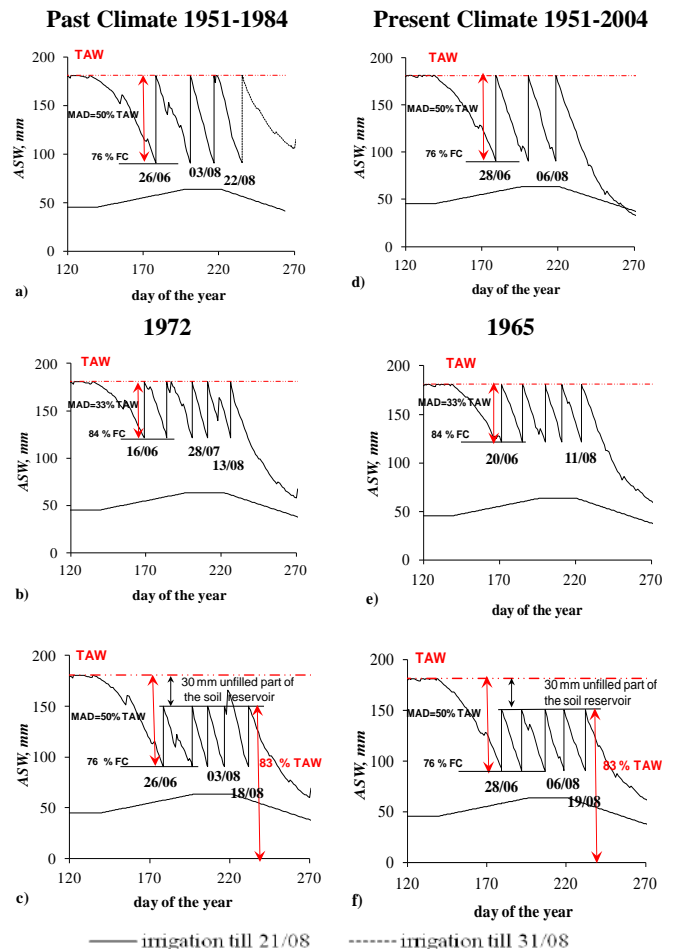 Past Climate 1951-1984
Present Climate 1951-2004
TAW
200
150
100
50
0
ASW, mm
MAD=50% TAW
76 % FC
26/06
03/08
22/08
120
170
220
270
a)
day of the year
TAW
200
150
100
50
0
ASW, mm
MAD=50% TAW
76 % FC
28/06
06/08
120
170
220
270
d)
day of the year
1972
1965
TAW
200
150
100
50
0
ASW, mm
MAD=33% TAW
84 % FC
16/06
28/07
13/08
120
170
220
270
b)
day of the year
TAW
200
150
100
50
0
ASW, mm
MAD=33% TAW
84 % FC
20/06
11/08
120
170
220
270
e)
day of the year
TAW
200
150
100
50
0
ASW, mm
30 mm unfilled part of
the soil reservoir
MAD=50% TAW
76 % FC
83 % TAW
26/06
03/08
18/08
120
170
220
270
c)
day of the year
TAW
200
150
100
50
0
ASW, mm
30 mm unfilled part of
the soil reservoir
MAD=50% TAW
76 % FC
83 % TAW
28/06
06/08
19/08
120
170
220
270
f)
day of the year
irrigation till 21/08
irrigation till 31/08